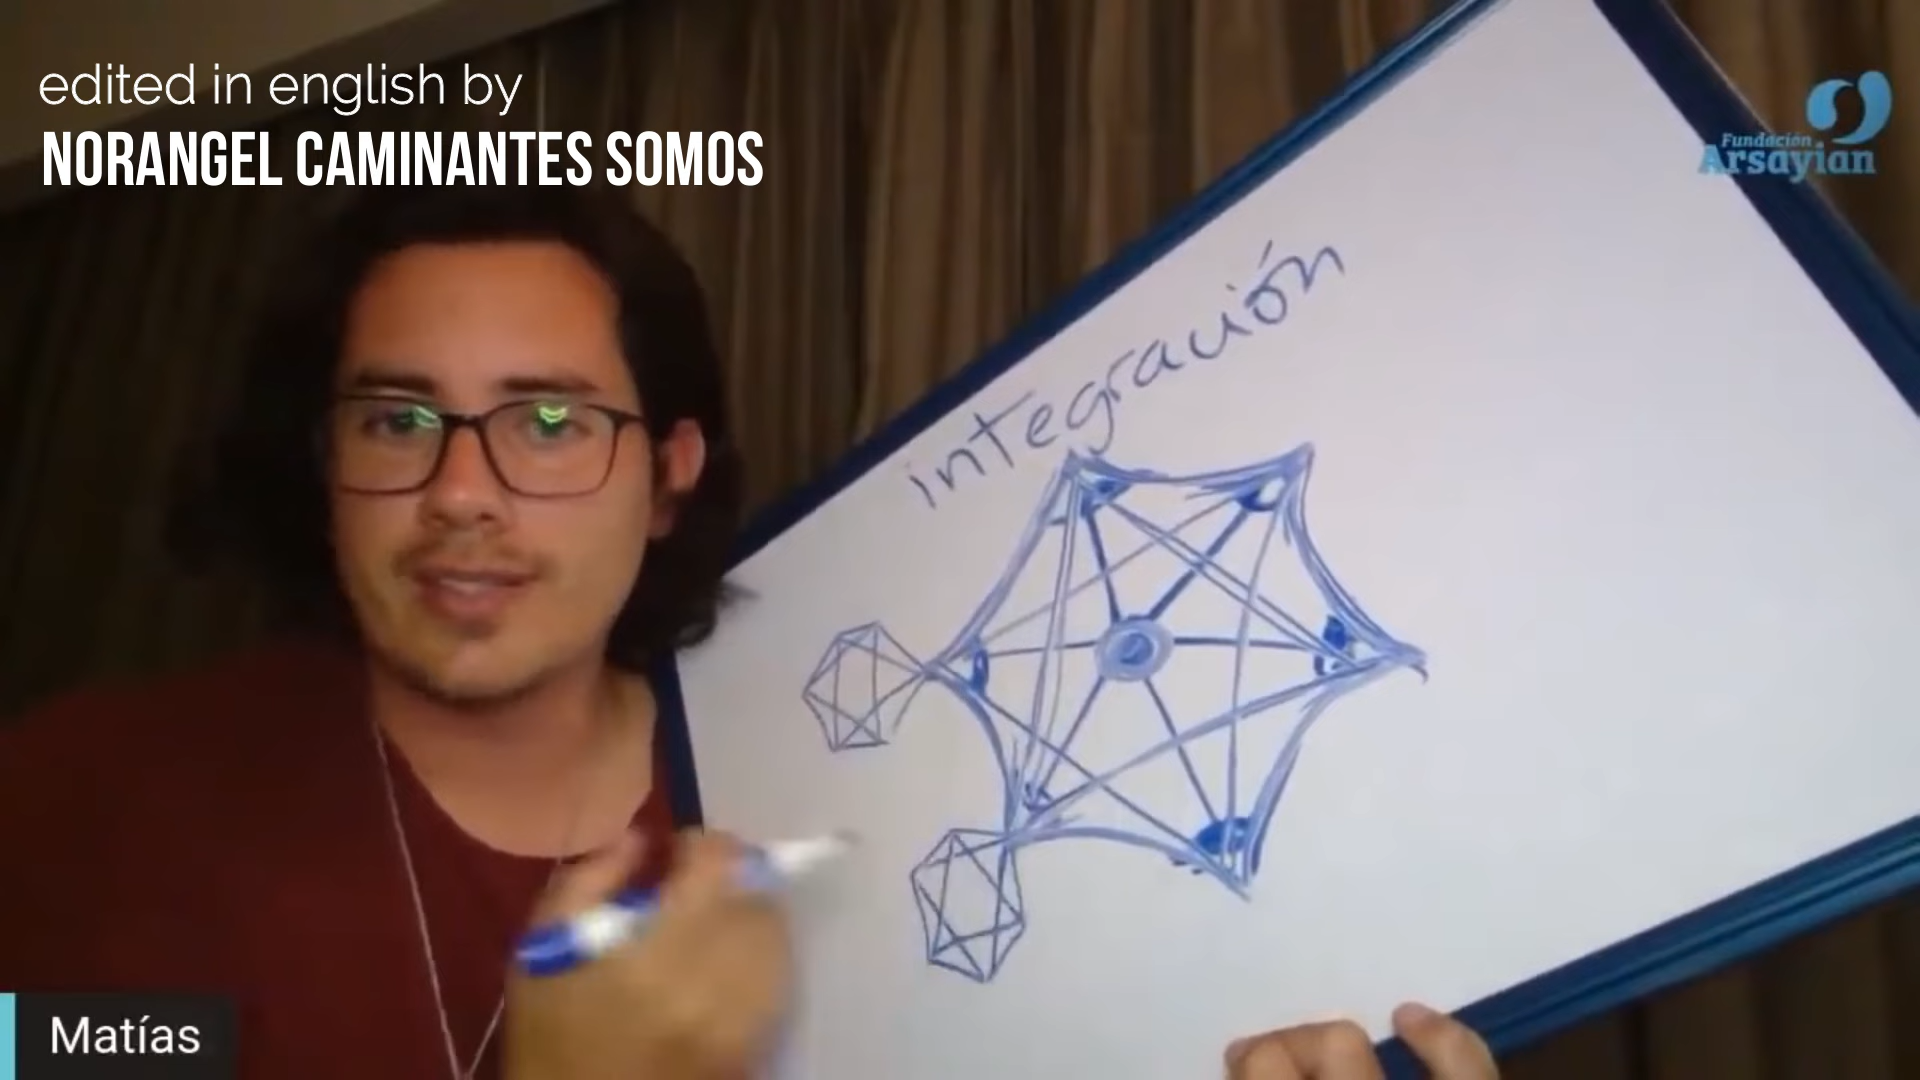 edited in english by
NORANGEL CAMINANTES SOMOS
Fundación
Arsayian
integración
Matías